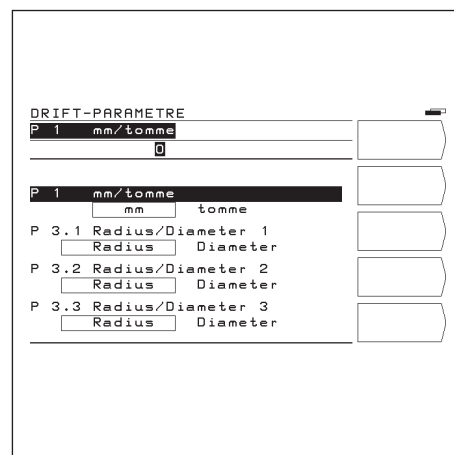 DRIFT-PARAMETRE
P 1 mm/tomme
0
P 1 mm/tomme
mm tomme
P 3.1 Radius/Diameter 1
Radius Diameter
P 3.2 Radius/Diameter 2
Radius Diameter
P 3.3 Radius/Diameter 3
Radius Diameter